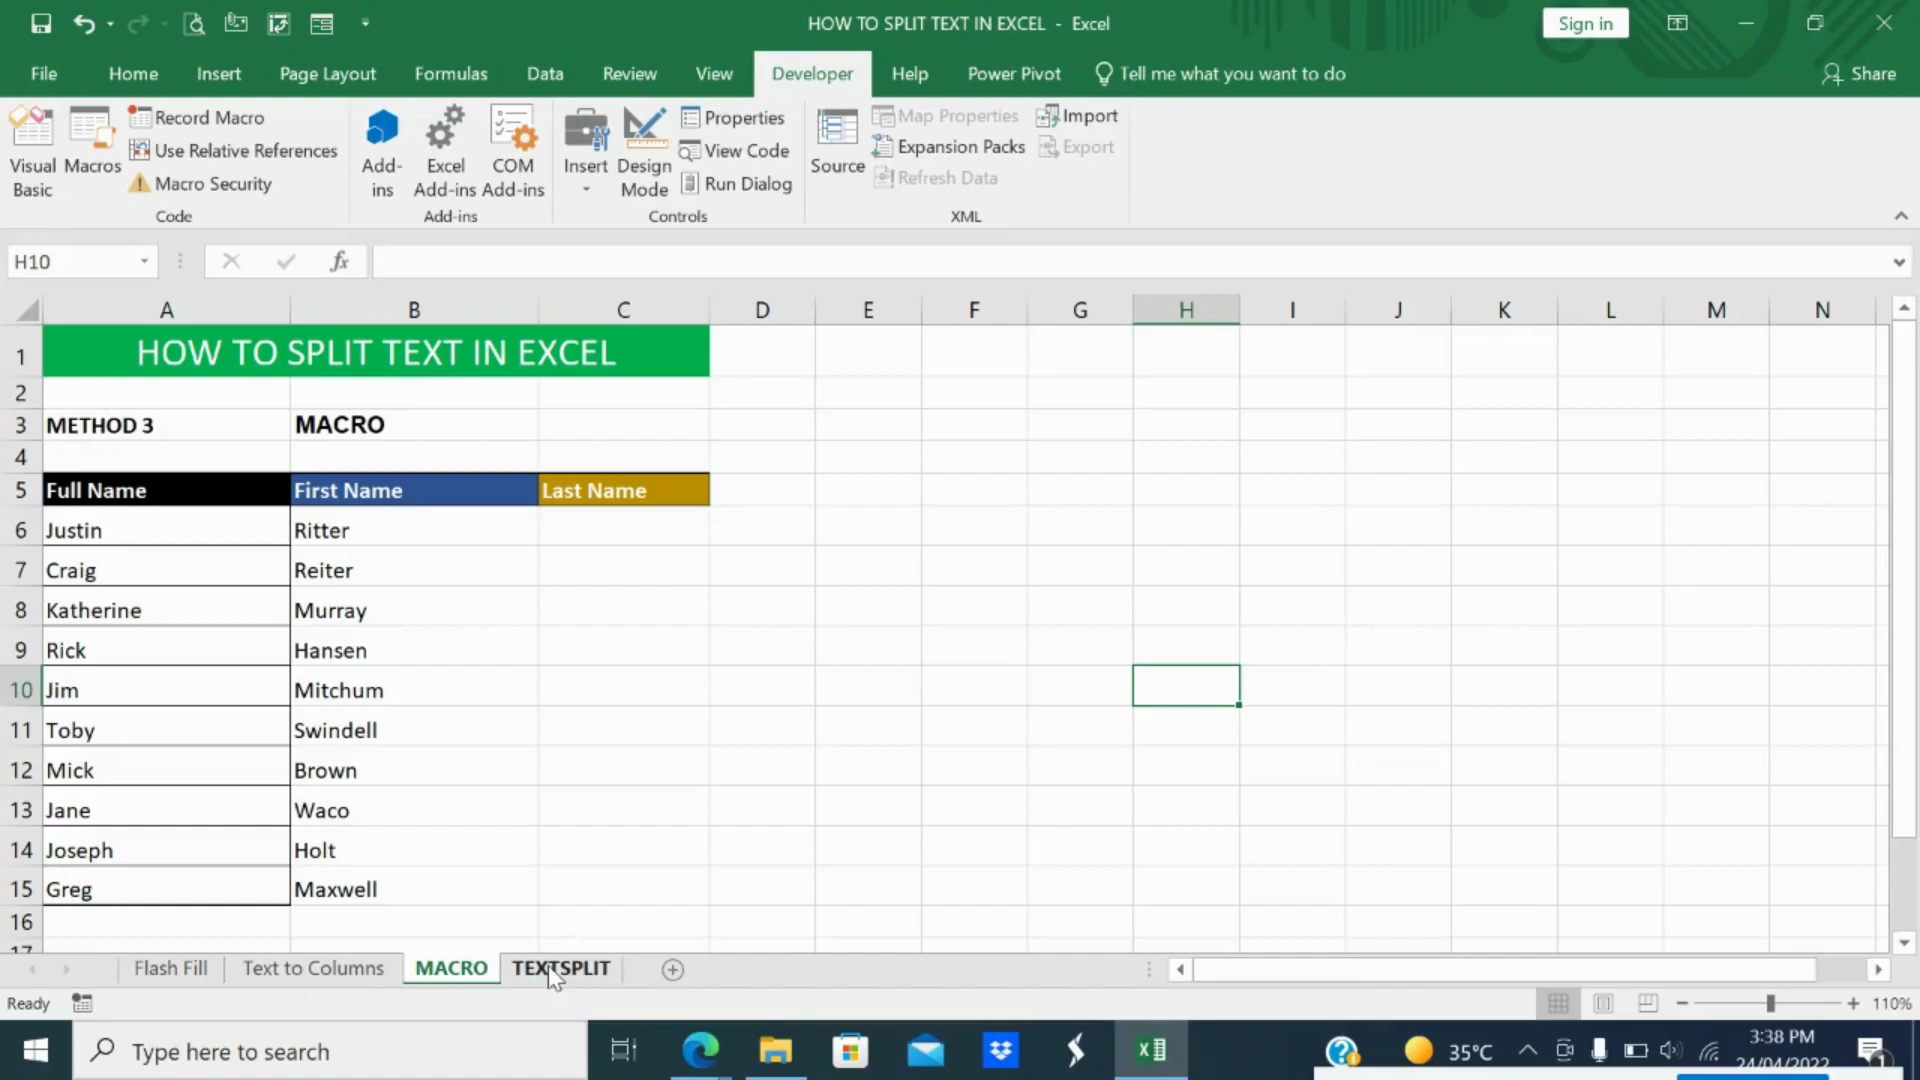 HOW TO SPLIT TEXT IN EXCEL - Excel
Sign in
File Home Insert Page Layout Formulas Data Review View Developer Help Power Pivot Tell me what you want to do Share
Visual Basic
Macros
Record Macro
Use Relative References
Macro Security
Code
Add-ins
Excel Add-ins
COM Add-ins
Add-ins
Insert
Design Mode
Properties
View Code
Run Dialog
Controls
Source
Map Properties
Expansion Packs
Refresh Data
Import
Export
XML
H10
fx
A B C D E F G H I J K L M N
1 HOW TO SPLIT TEXT IN EXCEL
2
3 METHOD 3 MACRO
4
5 Full Name First Name Last Name
6 Justin Ritter
7 Craig Reiter
8 Katherine Murray
9 Rick Hansen
10 Jim Mitchum
11 Toby Swindell
12 Mick Brown
13 Jane Waco
14 Joseph Holt
15 Greg Maxwell
16
17
Flash Fill Text to Columns MACRO TEXTSPLIT
Ready
110%
Type here to search
35°C
3:38 PM
24/04/2022
1